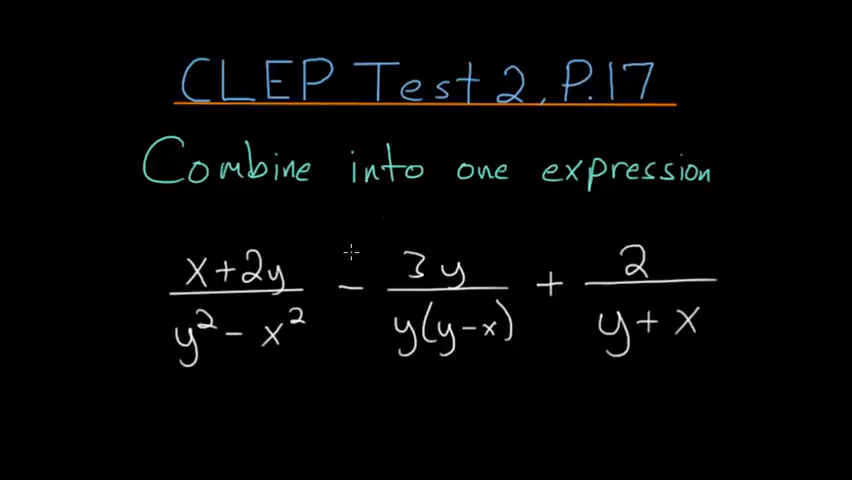 CLEP Test 2, P.17
Combine into one expression
x+2y / y² - x² - 3y / y(y-x) + 2 / y+x